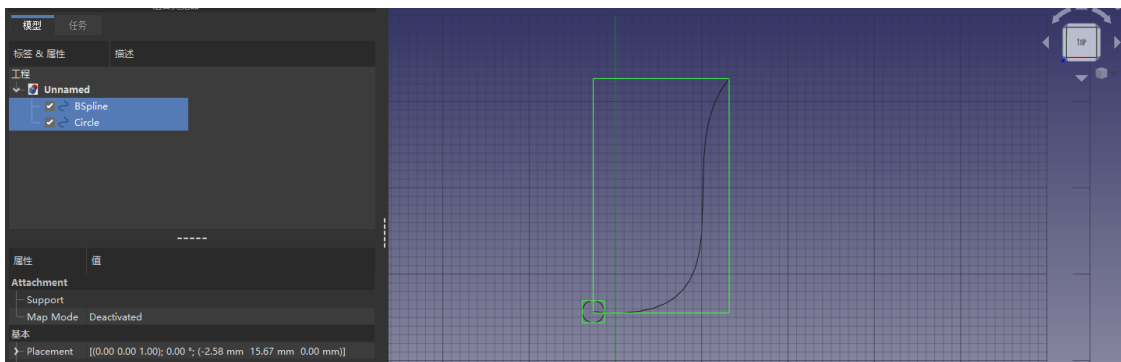 模型 任务
标签 & 属性 描述
工程
Unnamed
BSpline
Circle
TOP
属性 值
Attachment
Support
Map Mode Deactivated
基本
Placement [(0.00 0.00 1.00); 0.00 °; (-2.58 mm 15.67 mm 0.00 mm)]